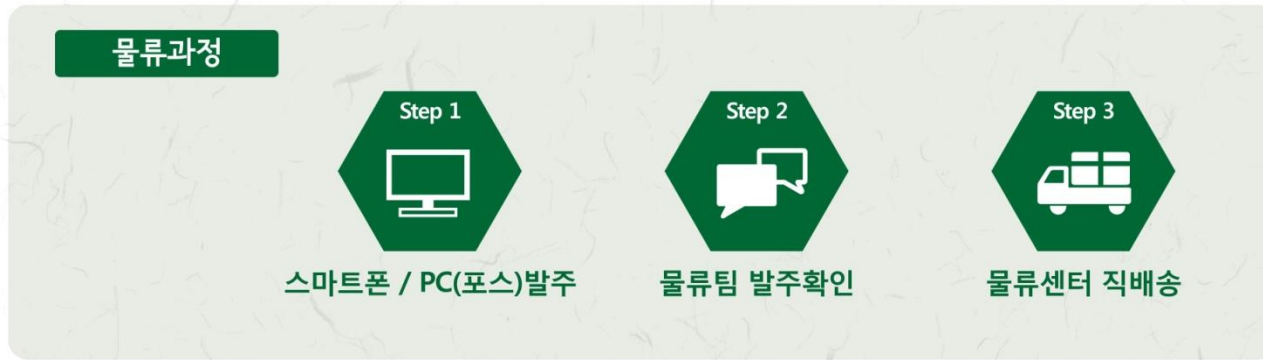 물류과정
Step 1
스마트폰 / PC(포스)발주
Step 2
물류팀 발주확인
Step 3
물류센터 직배송